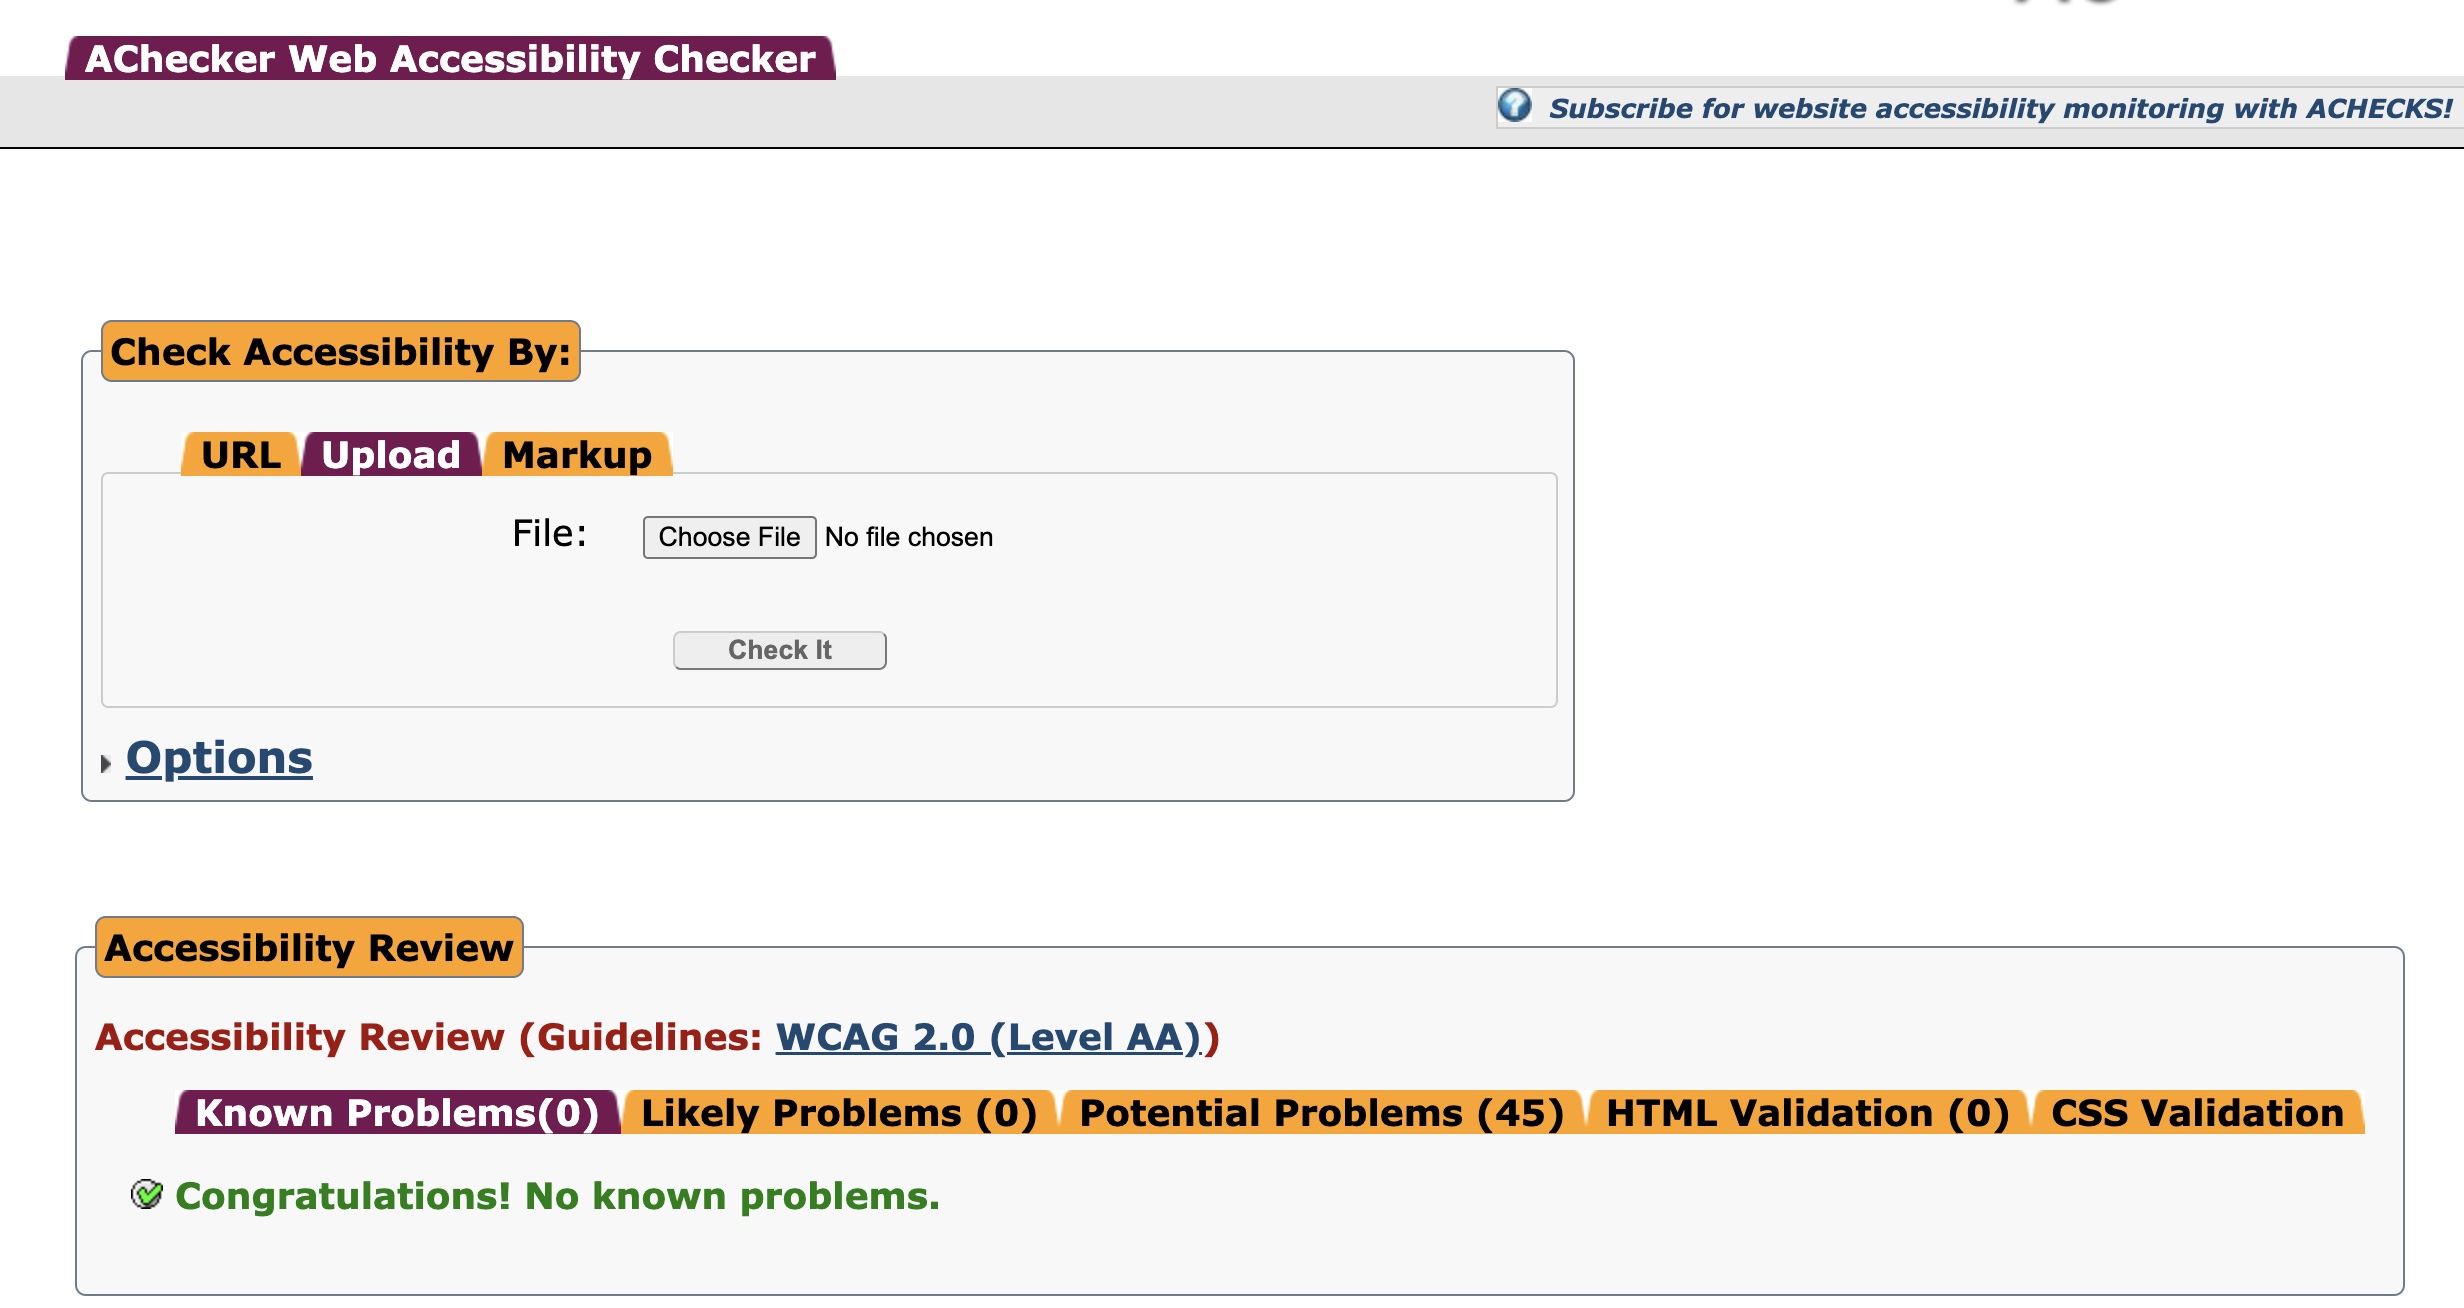 AChecker Web Accessibility Checker
Subscribe for website accessibility monitoring with ACHECKS!
Check Accessibility By:
URL Upload Markup
File: Choose File No file chosen
Check It
Options
Accessibility Review
Accessibility Review (Guidelines: WCAG 2.0 (Level AA))
Known Problems(0) Likely Problems (0) Potential Problems (45) HTML Validation (0) CSS Validation
Congratulations! No known problems.